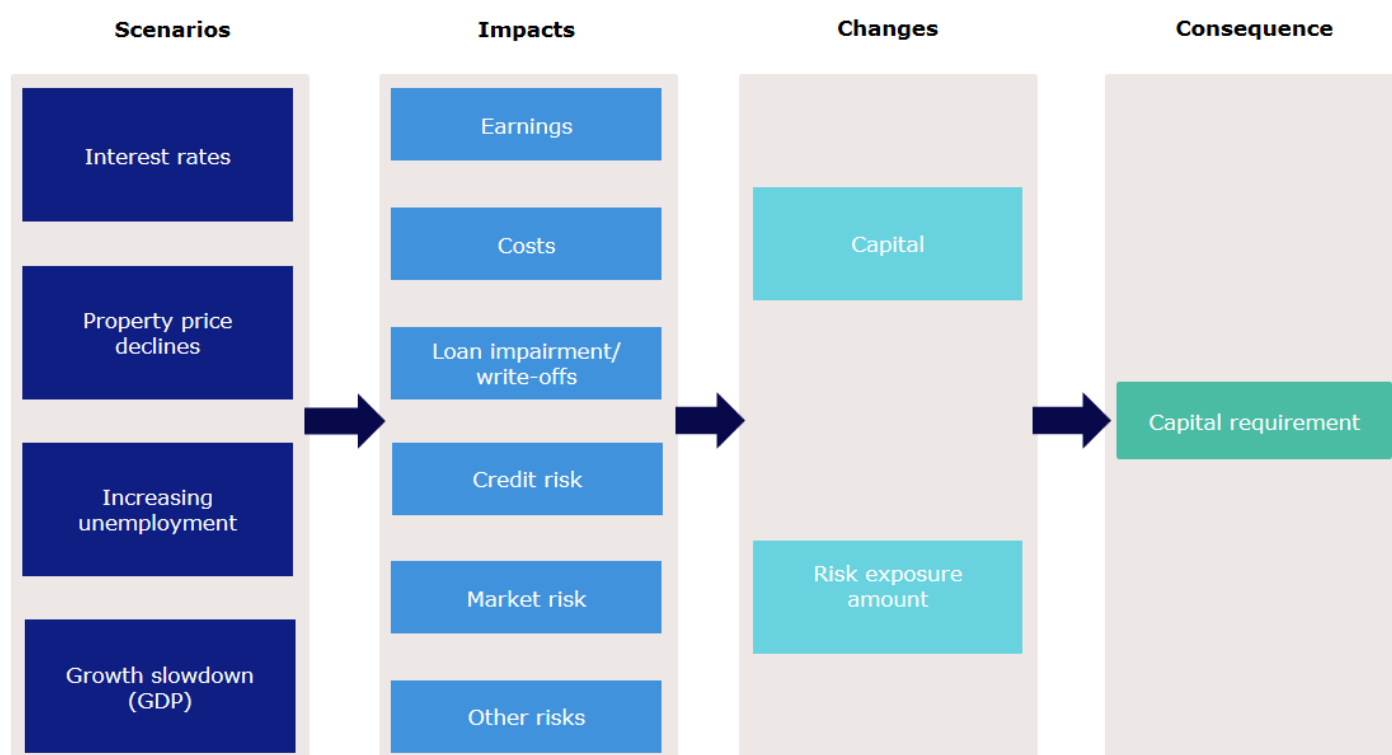 Scenarios
Impacts
Changes
Consequence
Interest rates
Property price
declines
Increasing
unemployment
Growth slowdown
(GDP)
Earnings
Costs
Loan impairment/
write-offs
Credit risk
Market risk
Other risks
Capital
Risk exposure
amount
Capital requirement